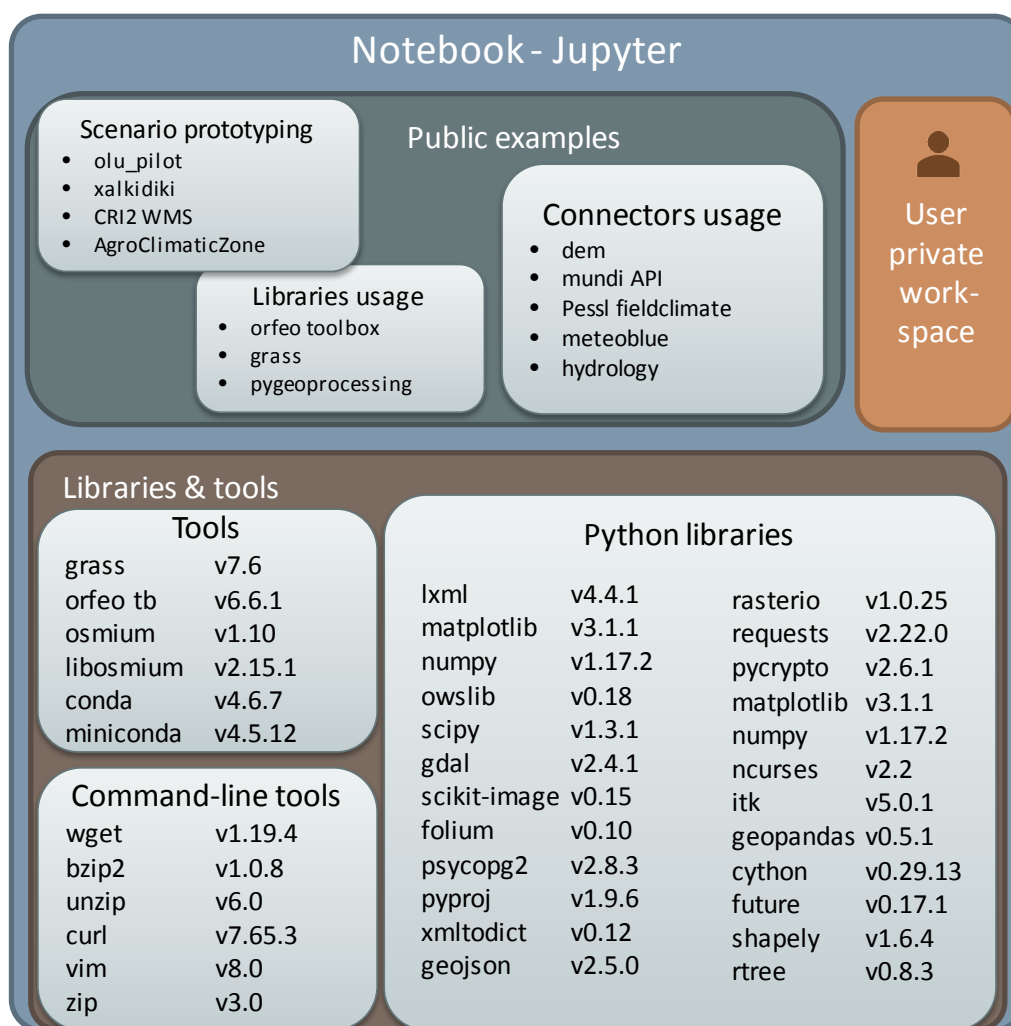 Notebook - Jupyter
Public examples
Scenario prototyping
• olu_pilot
• xalkidiki
• CRI2 WMS
• AgroClimaticZone
Libraries usage
• orfeo toolbox
• grass
• pygeoprocessing
Connectors usage
• dem
• mundi API
• Pessl fieldclimate
• meteoblue
• hydrology
User
private
work-
space
Libraries & tools
Tools
grass v7.6
orfeo tb v6.6.1
osmium v1.10
libosmium v2.15.1
conda v4.6.7
miniconda v4.5.12
Command-line tools
wget v1.19.4
bzip2 v1.0.8
unzip v6.0
curl v7.65.3
vim v8.0
zip v3.0
Python libraries
lxml v4.4.1
matplotlib v3.1.1
numpy v1.17.2
owslib v0.18
scipy v1.3.1
gdal v2.4.1
scikit-image v0.15
folium v0.10
psycopg2 v2.8.3
pyproj v1.9.6
xmltodict v0.12
geojson v2.5.0
rasterio v1.0.25
requests v2.22.0
pycrypto v2.6.1
matplotlib v3.1.1
numpy v1.17.2
ncurses v2.2
itk v5.0.1
geopandas v0.5.1
cython v0.29.13
future v0.17.1
shapely v1.6.4
rtree v0.8.3